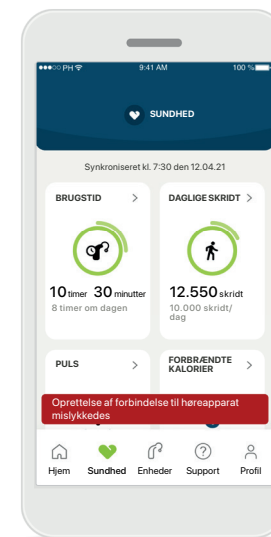 PH 9:41 AM 100 %
SUNDHED
Synkroniseret kl. 7:30 den 12.04.21
BRUGSTID > DAGLIGE SKRIDT >
10 timer 30 minutter 12.550 skridt
8 timer om dagen 10.000 skridt/
dag
PULS > FORBRÆNDTE
KALORIER >
Oprettelse af forbindelse til høreapparat
mislykkedes
Hjem Sundhed Enheder Support Profil